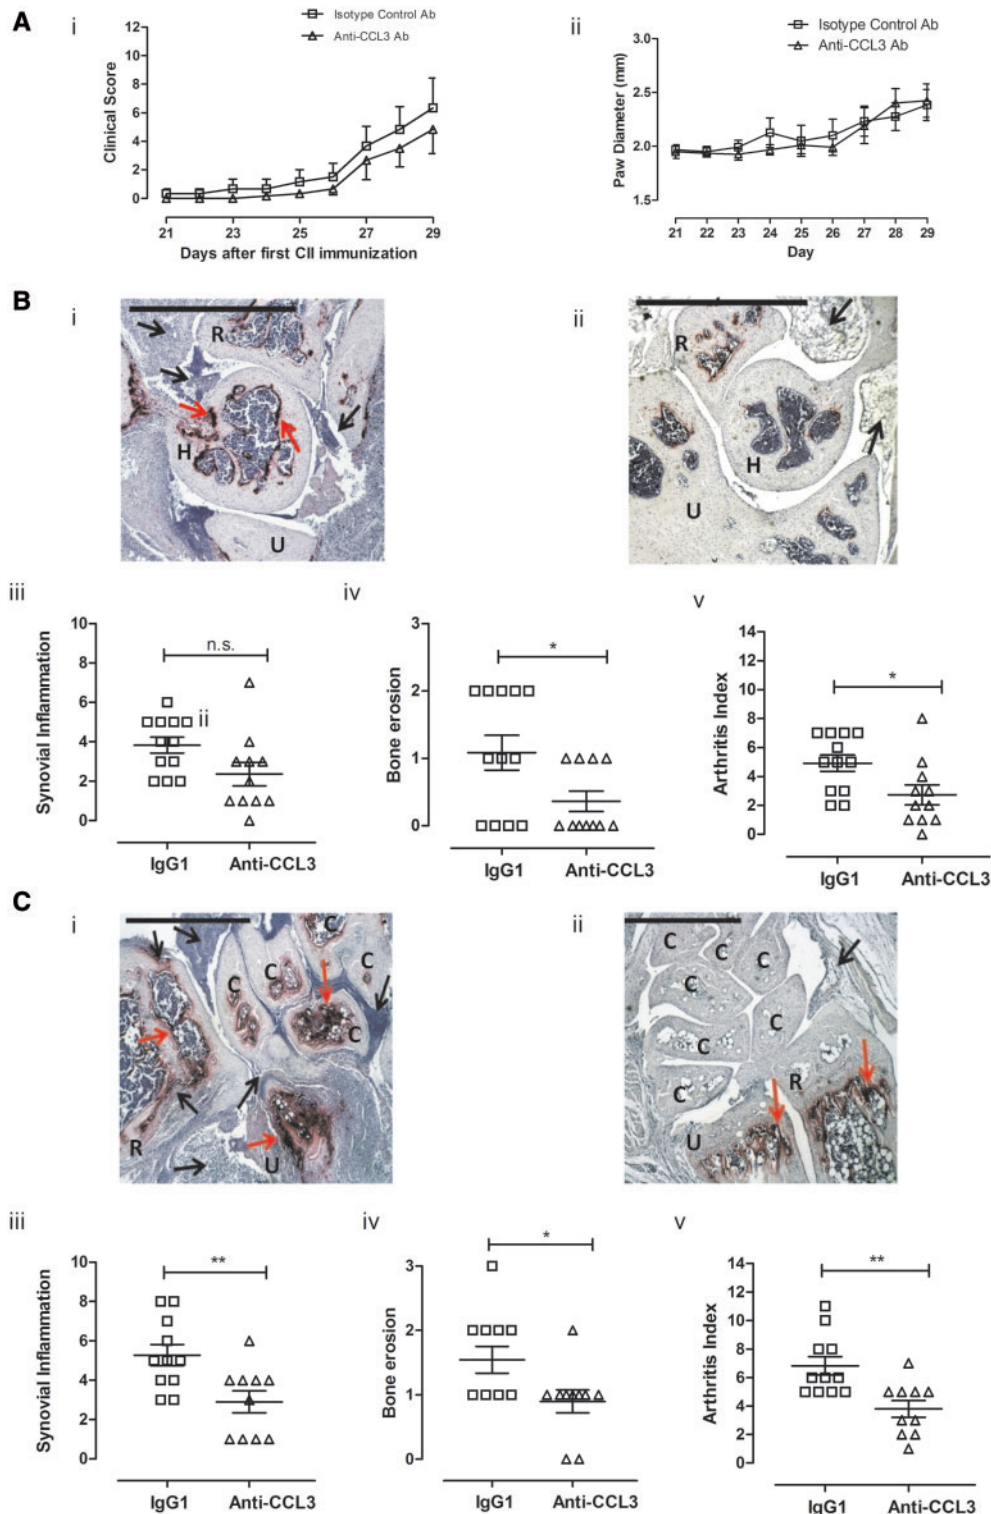 A
i
Isotype Control Ab
Anti-CCL3 Ab
Clinical Score
12
10
8
6
4
2
0
21 23 25 27 29
Days after first CII immunization
ii
Isotype Control Ab
Anti-CCL3 Ab
Paw Diameter (mm)
3.0
2.5
2.0
1.5
21 22 23 24 25 26 27 28 29
Day
B
i
R
H
U
ii
R
H
U
iii
Synovial Inflammation
10
8
6
4
2
0
n.s.
ii
IgG1 Anti-CCL3
iv
Bone erosion
3
2
1
0
*
IgG1 Anti-CCL3
v
Arthritis Index
14
12
10
8
6
4
2
0
*
IgG1 Anti-CCL3
C
i
C
C
C
C
C
R
U
ii
C
C
C
C
C
C
R
U
iii
Synovial Inflammation
10
8
6
4
2
0
**
IgG1 Anti-CCL3
iv
Bone erosion
3
2
1
0
*
IgG1 Anti-CCL3
v
Arthritis Index
14
12
10
8
6
4
2
0
**
IgG1 Anti-CCL3